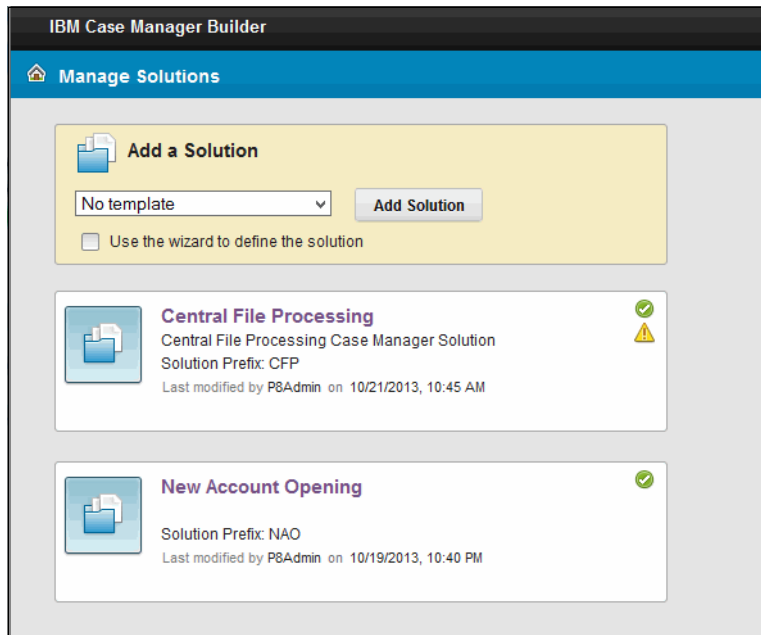 IBM Case Manager Builder
Manage Solutions
Add a Solution
No template
Add Solution
Use the wizard to define the solution
Central File Processing
Central File Processing Case Manager Solution
Solution Prefix: CFP
Last modified by P8Admin on 10/21/2013, 10:45 AM
New Account Opening
Solution Prefix: NAO
Last modified by P8Admin on 10/19/2013, 10:40 PM